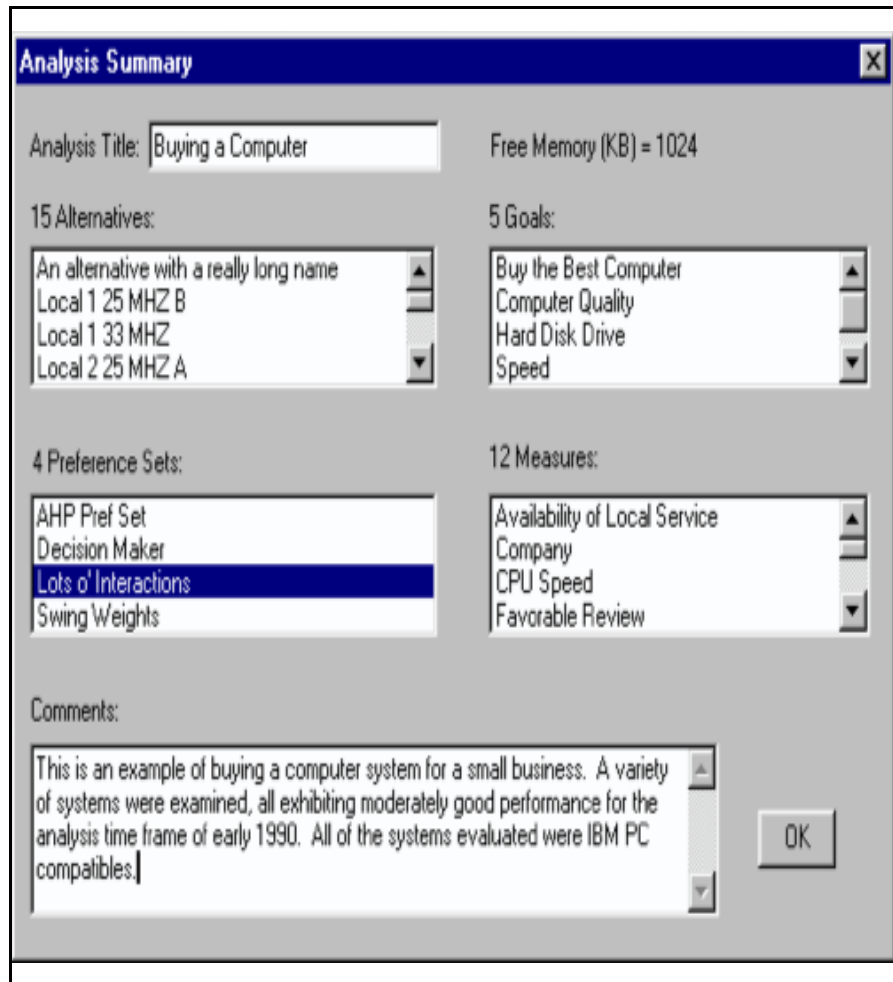 Analysis Summary
Analysis Title: Buying a Computer
Free Memory (KB) = 1024
15 Alternatives:
An alternative with a really long name
Local 1 25 MHZ B
Local 1 33 MHZ
Local 2 25 MHZ A
5 Goals:
Buy the Best Computer
Computer Quality
Hard Disk Drive
Speed
4 Preference Sets:
AHP Pref Set
Decision Maker
Lots o' Interactions
Swing Weights
12 Measures:
Availability of Local Service
Company
CPU Speed
Favorable Review
Comments:
This is an example of buying a computer system for a small business.  A variety
of systems were examined, all exhibiting moderately good performance for the
analysis time frame of early 1990.  All of the systems evaluated were IBM PC
compatibles.
OK